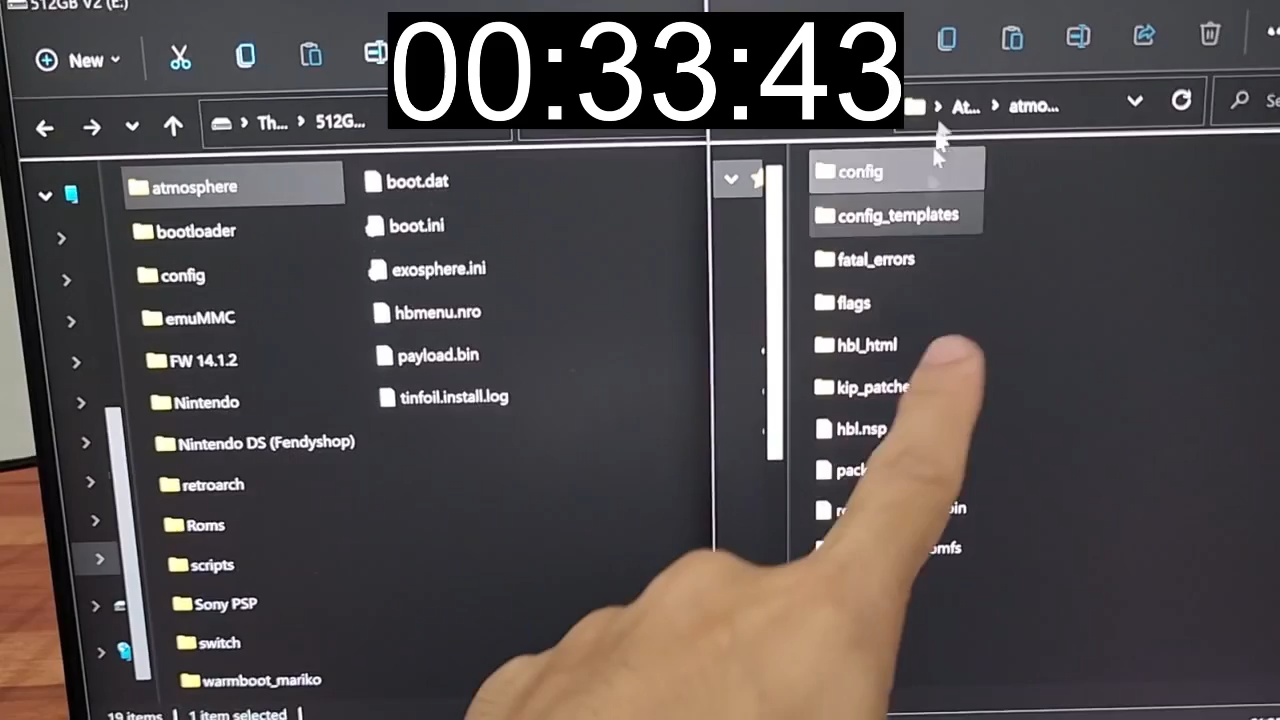 512GB V2 (E:)
00:33:43
New
Th... > 512G...
At... > atmo...
atmosphere
bootloader
config
emuMMC
FW 14.1.2
Nintendo
Nintendo DS (Fendyshop)
retroarch
Roms
scripts
Sony PSP
switch
warmboot_mariko
boot.dat
boot.ini
exosphere.ini
hbmenu.nro
payload.bin
tinfoil.install.log
config
config_templates
fatal_errors
flags
hbl_html
kip_patche
hbl.nsp
19 items | 1 item selected |